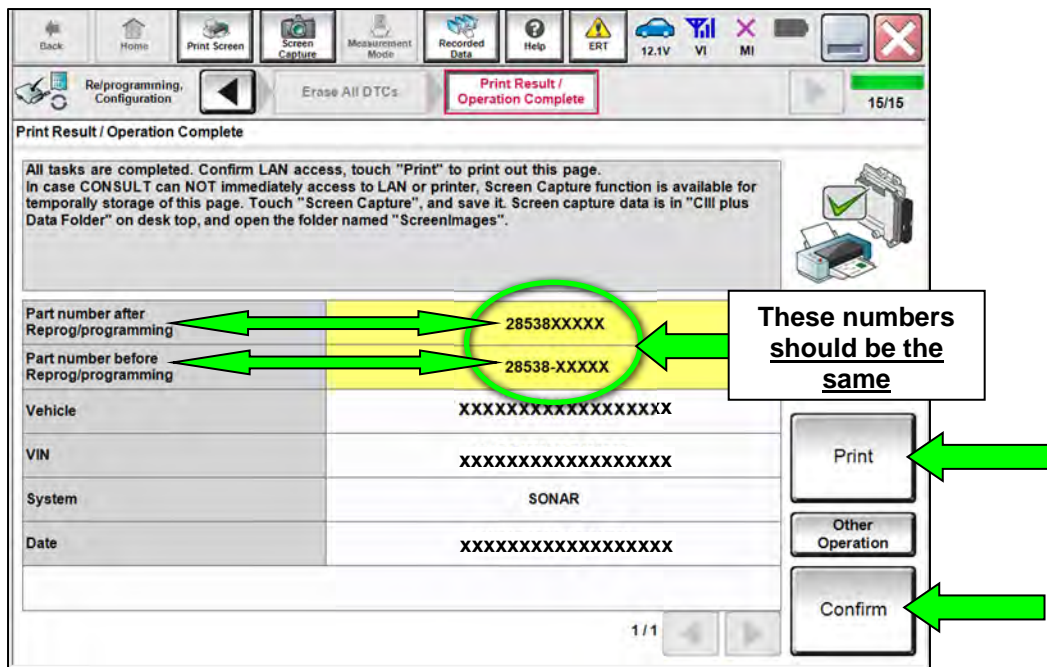 Back
Home
Print Screen
Screen
Capture
Measurement
Mode
Recorded
Data
Help
ERT
12.1V
VI
MI
Re/programming,
Configuration
Erase All DTCs
Print Result /
Operation Complete
15/15
Print Result / Operation Complete
All tasks are completed. Confirm LAN access, touch "Print" to print out this page.
In case CONSULT can NOT immediately access to LAN or printer, Screen Capture function is available for
temporally storage of this page. Touch "Screen Capture", and save it. Screen capture data is in "CIII plus
Data Folder" on desk top, and open the folder named "ScreenImages".
Part number after
Reprog/programming
28538XXXXX
Part number before
Reprog/programming
28538-XXXXX
These numbers
should be the
same
Vehicle
XXXXXXXXXXXXXXXXXX
VIN
XXXXXXXXXXXXXXXXXX
System
SONAR
Date
XXXXXXXXXXXXXXXXXX
Print
Other
Operation
Confirm
1/1